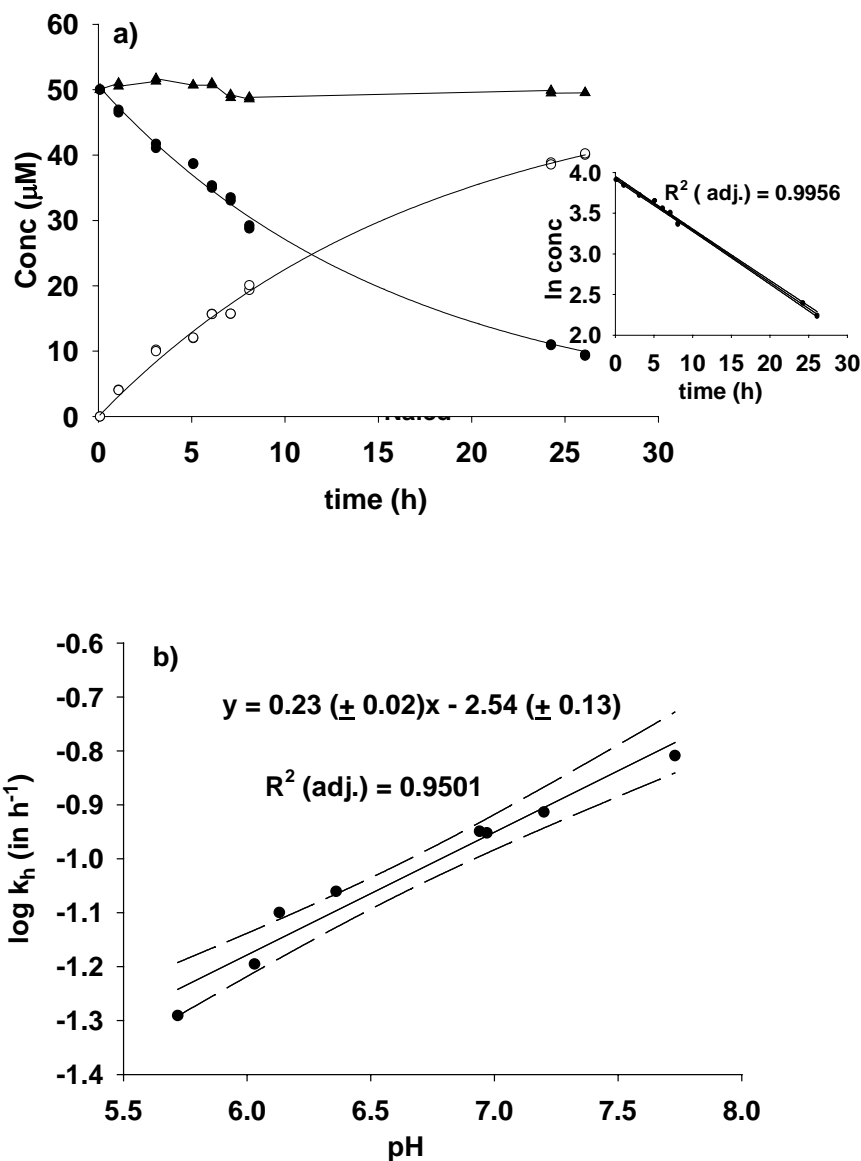 a)
60
50
40
30
20
10
0
Conc (µM)
0 5 10 15 20 25 30
time (h)
R² ( adj.) = 0.9956
4.0
3.5
3.0
2.5
2.0
ln conc
0 5 10 15 20 25 30
time (h)
b)
y = 0.23 (± 0.02)x - 2.54 (± 0.13)
R² (adj.) = 0.9501
-0.6
-0.7
-0.8
-0.9
-1.0
-1.1
-1.2
-1.3
-1.4
log kₕ (in h⁻¹)
5.5 6.0 6.5 7.0 7.5 8.0
pH